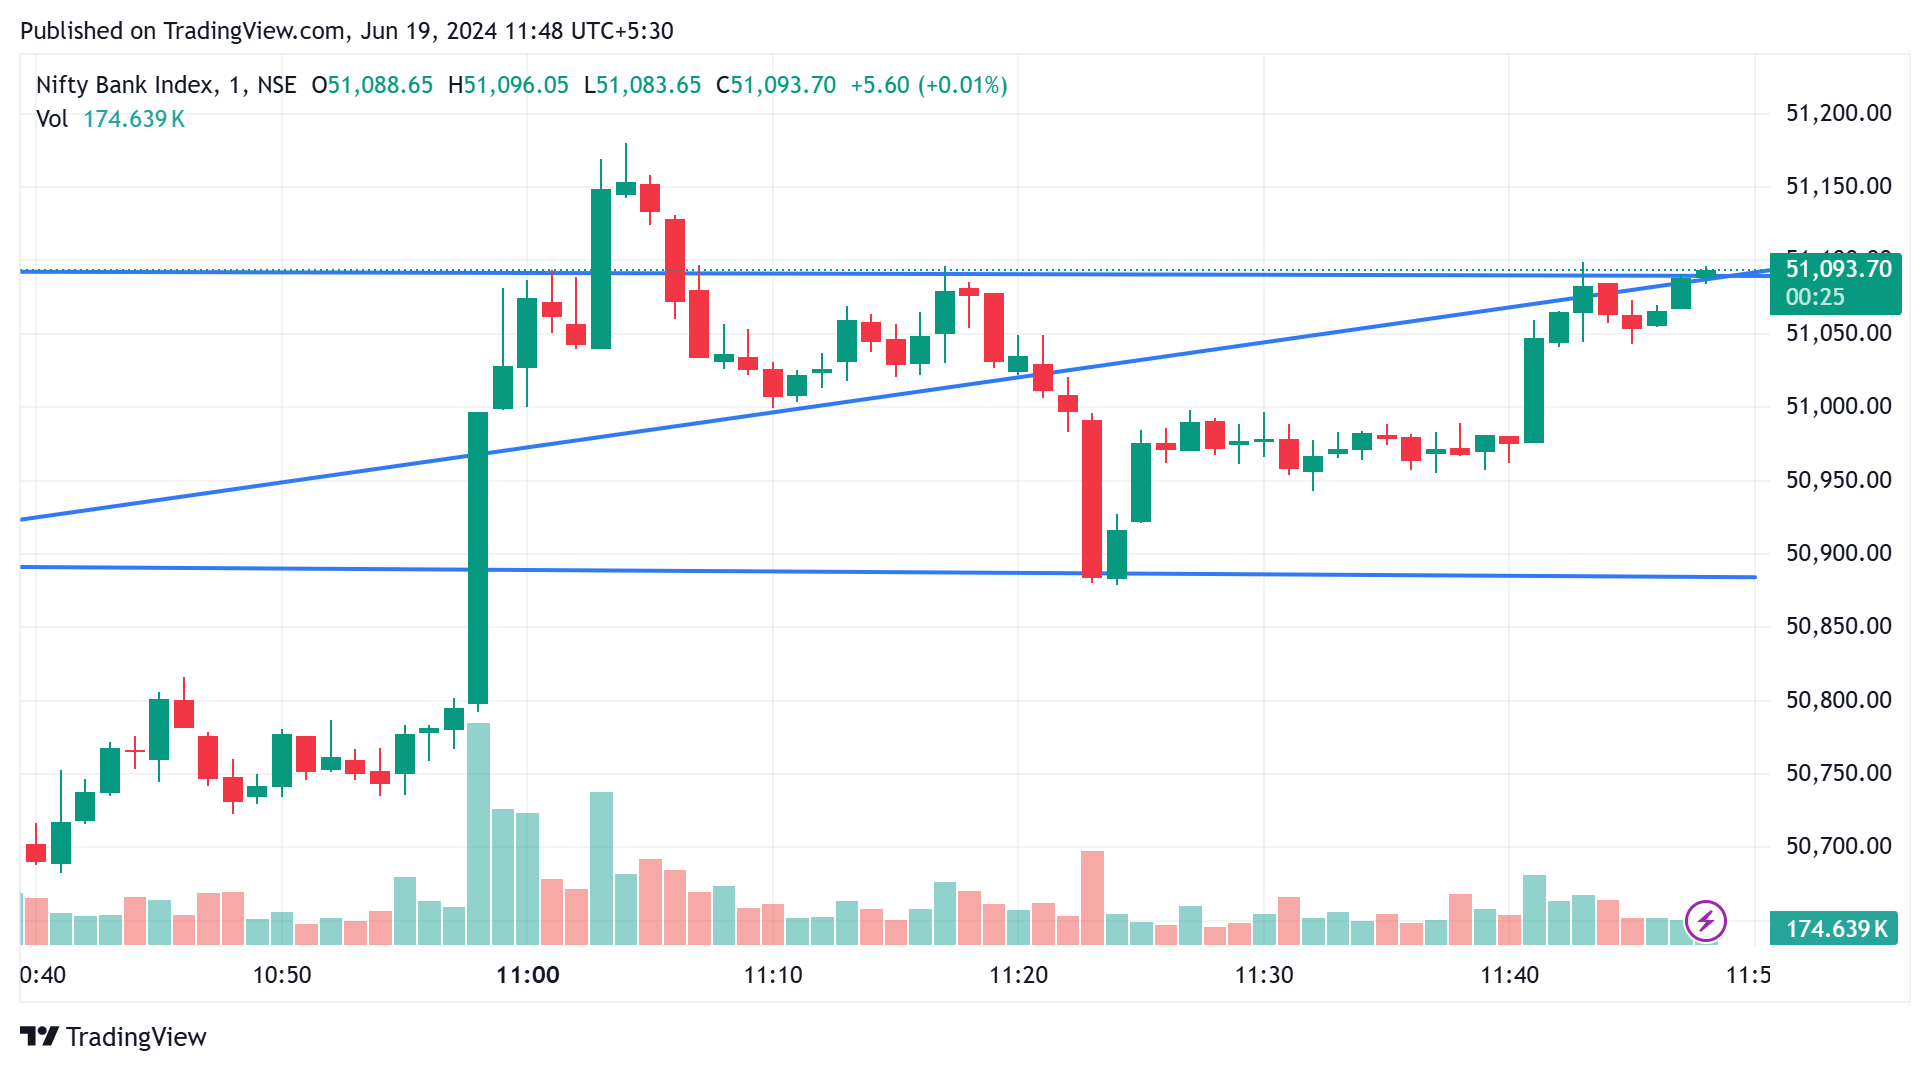 Published on TradingView.com, Jun 19, 2024 11:48 UTC+5:30
Nifty Bank Index, 1, NSE O51,088.65 H51,096.05 L51,083.65 C51,093.70 +5.60 (+0.01%)
Vol 174.639K
51,200.00
51,150.00
51,093.70
00:25
51,050.00
51,000.00
50,950.00
50,900.00
50,850.00
50,800.00
50,750.00
50,700.00
174.639K
0:40 10:50 11:00 11:10 11:20 11:30 11:40 11:5
TradingView